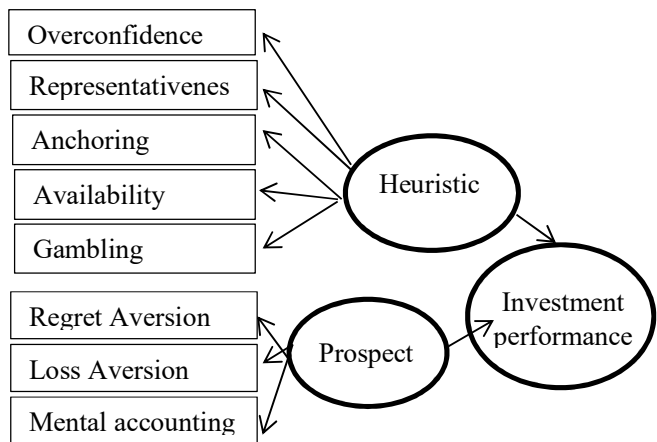 Overconfidence
Representativenes
Anchoring
Availability
Gambling
Heuristic
Regret Aversion
Loss Aversion
Mental accounting
Prospect
Investment
performance